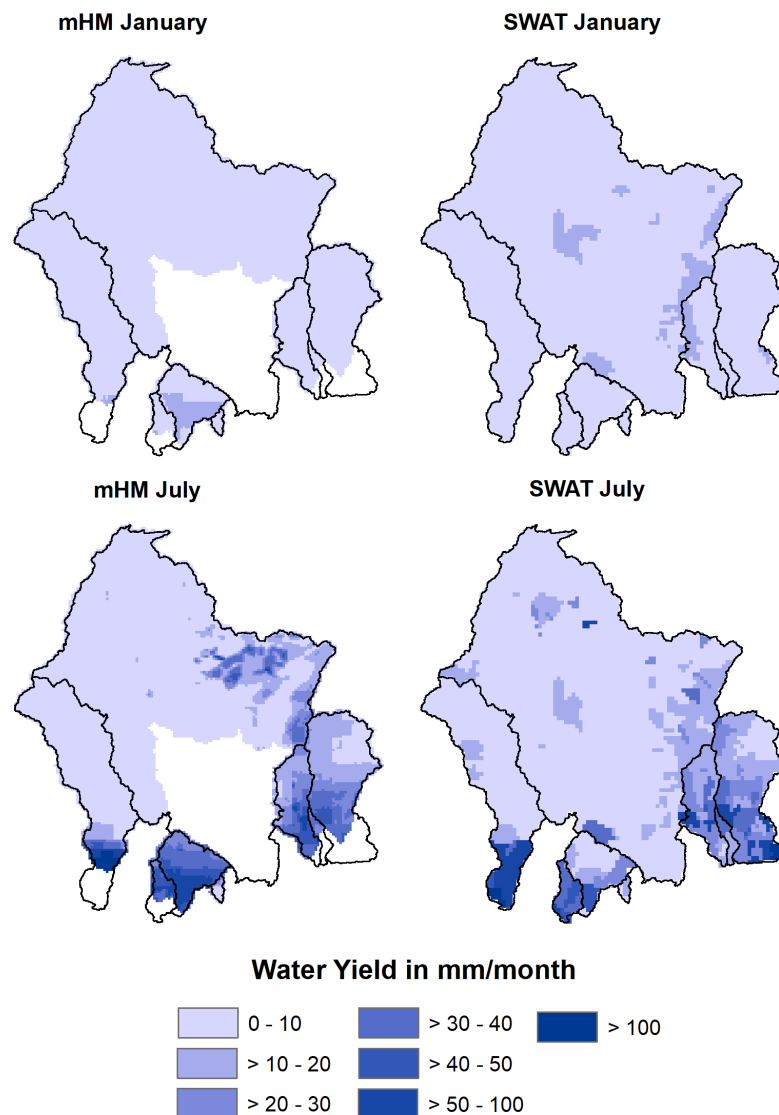 mHM January
SWAT January
mHM July
SWAT July
Water Yield in mm/month
0 - 10
> 30 - 40
> 100
> 10 - 20
> 40 - 50
> 20 - 30
> 50 - 100